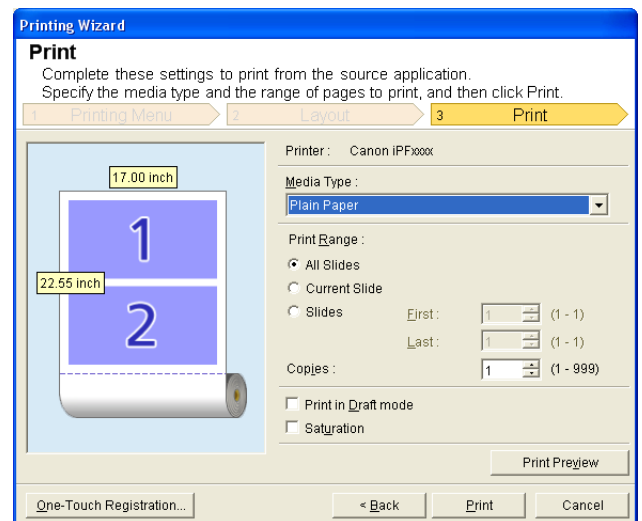 Printing Wizard
Print
Complete these settings to print from the source application.
Specify the media type and the range of pages to print, and then click Print.
1 Printing Menu 2 Layout 3 Print
Printer : Canon iPFxxxx
17.00 inch
Media Type :
Plain Paper
1
Print Range :
All Slides
22.55 inch
Current Slide
2
Slides First : 1 (1 - 1)
Last : 1 (1 - 1)
Copies : 1 (1 - 999)
Print in Draft mode
Saturation
Print Preview
One-Touch Registration... < Back Print Cancel